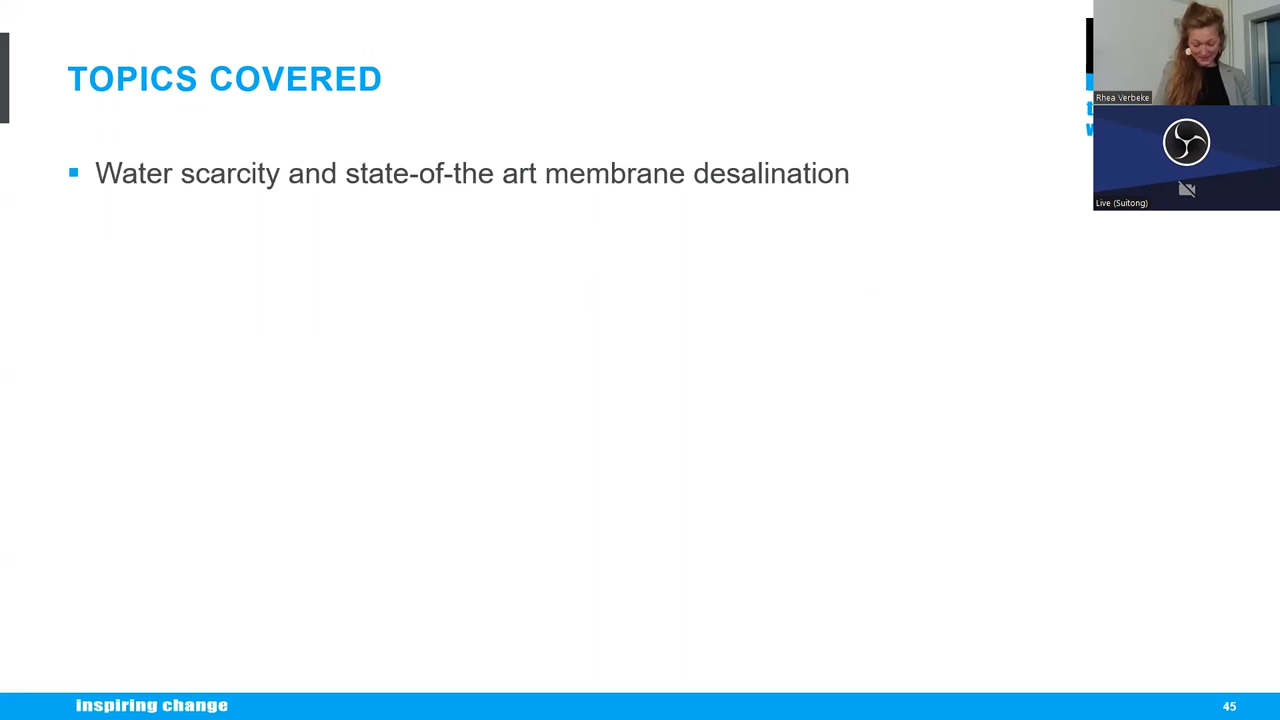 TOPICS COVERED
Water scarcity and state-of-the art membrane desalination
Rhea Verbeke
Live (Suitong)
inspiring change
45